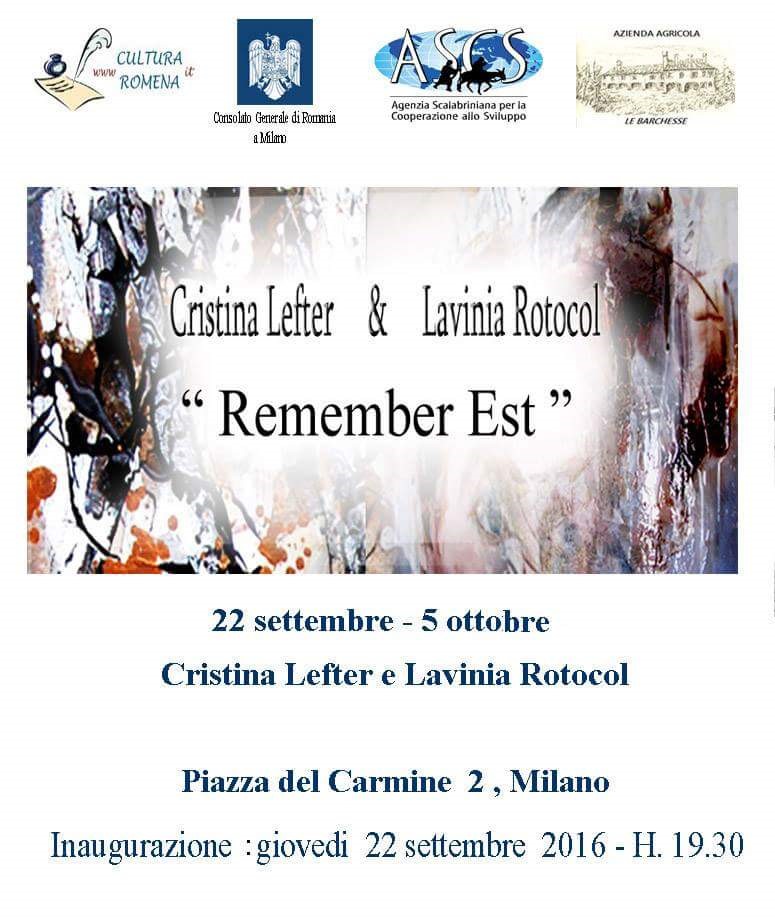 CULTURA
www it
ROMENA
Consolato Generale di Romania
a Milano
ASCS
Agenzia Scalabriniana per la
Cooperazione allo Sviluppo
AZIENDA AGRICOLA
LE BARCHESSE
Cristina Lefter & Lavinia Rotocol
“ Remember Est ”
22 settembre - 5 ottobre
Cristina Lefter e Lavinia Rotocol
Piazza del Carmine 2 , Milano
Inaugurazione : giovedi 22 settembre 2016 - H. 19.30